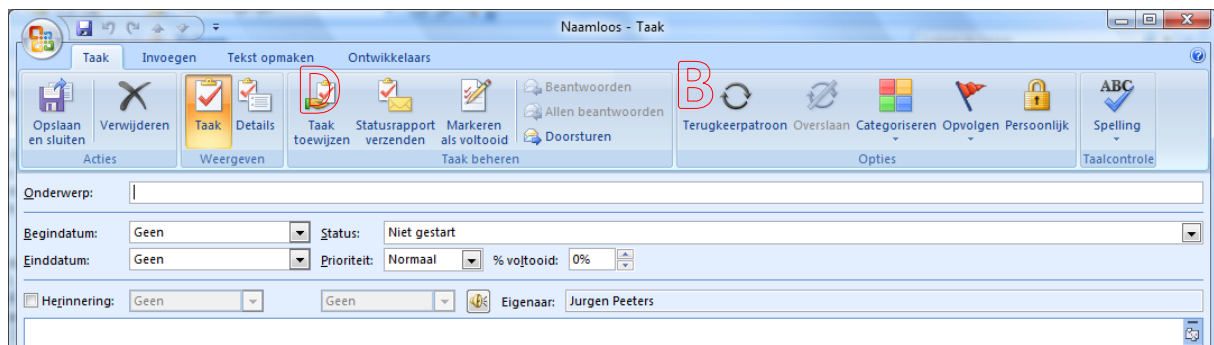 Naamloos - Taak
Taak Invoegen Tekst opmaken Ontwikkelaars
D B
Opslaan en sluiten Verwijderen Taak Details Taak toewijzen Statusrapport verzenden Markeren als voltooid Beantwoorden Allen beantwoorden Doorsturen Terugkeerpatroon Overslaan Categoriseren Opvolgen Persoonlijk ABC Spelling
Acties Weergeven Taak beheren Opties Taalcontrole
Onderwerp:
Begindatum: Geen Status: Niet gestart
Einddatum: Geen Prioriteit: Normaal % voltooid: 0%
Herinnering: Geen Geen Eigenaar: Jurgen Peeters